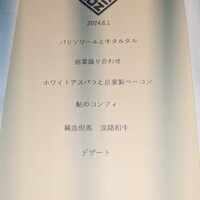 2024.6.1
パリソワールと牛タルタル
前菜盛り合わせ
ホワイトアスパラと自家製ベーコン
鮎のコンフィ
純血但馬 淡路和牛
デザート